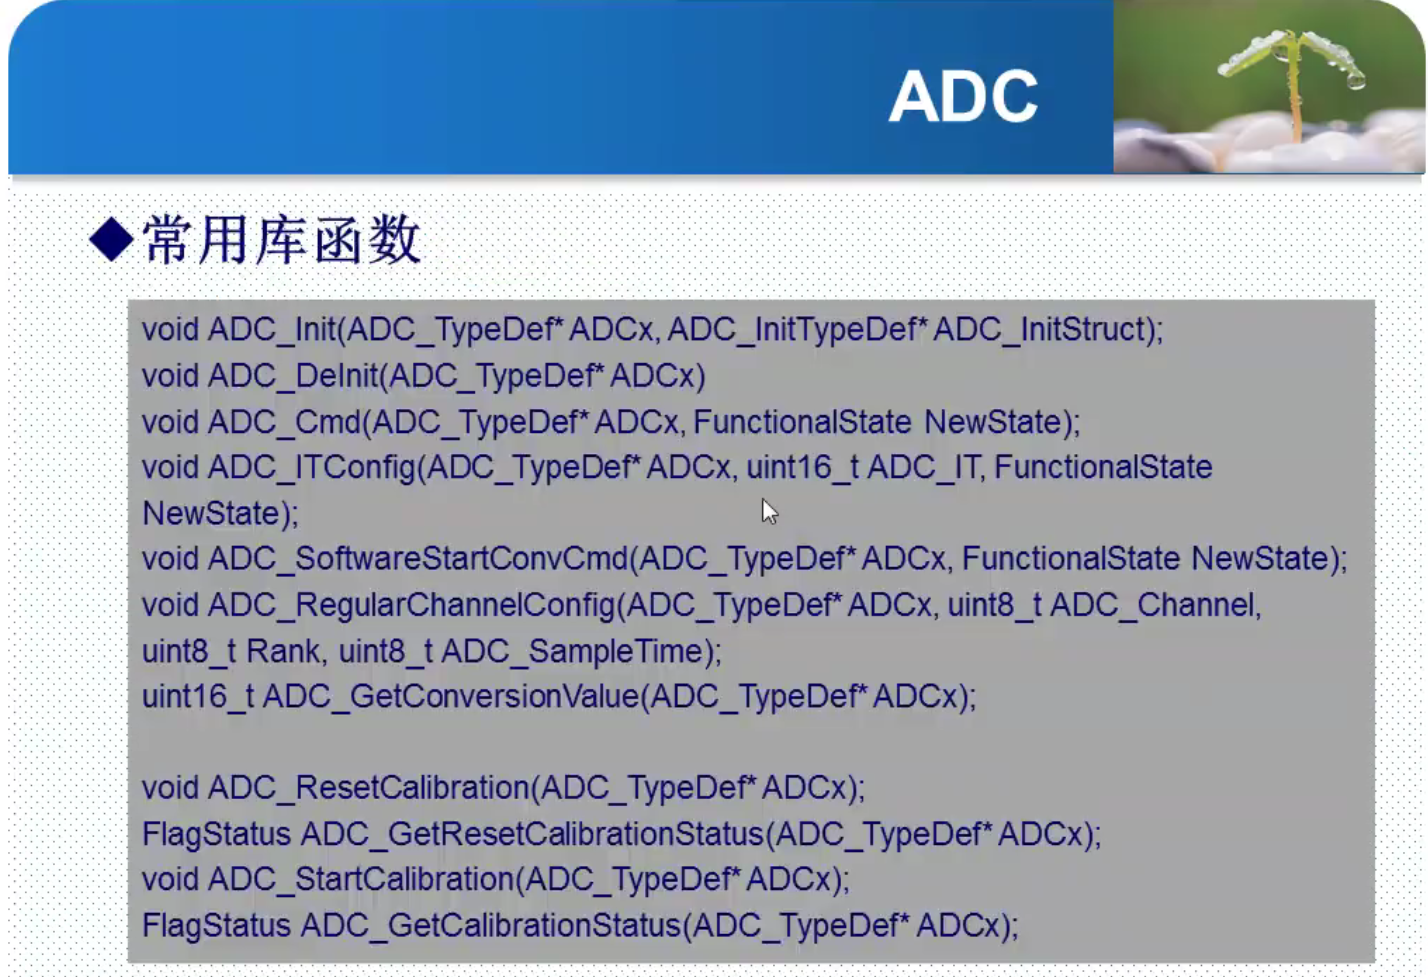 ADC
◆常用库函数
void ADC_Init(ADC_TypeDef* ADCx, ADC_InitTypeDef* ADC_InitStruct);
void ADC_DeInit(ADC_TypeDef* ADCx)
void ADC_Cmd(ADC_TypeDef* ADCx, FunctionalState NewState);
void ADC_ITConfig(ADC_TypeDef* ADCx, uint16_t ADC_IT, FunctionalState
NewState);
void ADC_SoftwareStartConvCmd(ADC_TypeDef* ADCx, FunctionalState NewState);
void ADC_RegularChannelConfig(ADC_TypeDef* ADCx, uint8_t ADC_Channel,
uint8_t Rank, uint8_t ADC_SampleTime);
uint16_t ADC_GetConversionValue(ADC_TypeDef* ADCx);
void ADC_ResetCalibration(ADC_TypeDef* ADCx);
FlagStatus ADC_GetResetCalibrationStatus(ADC_TypeDef* ADCx);
void ADC_StartCalibration(ADC_TypeDef* ADCx);
FlagStatus ADC_GetCalibrationStatus(ADC_TypeDef* ADCx);